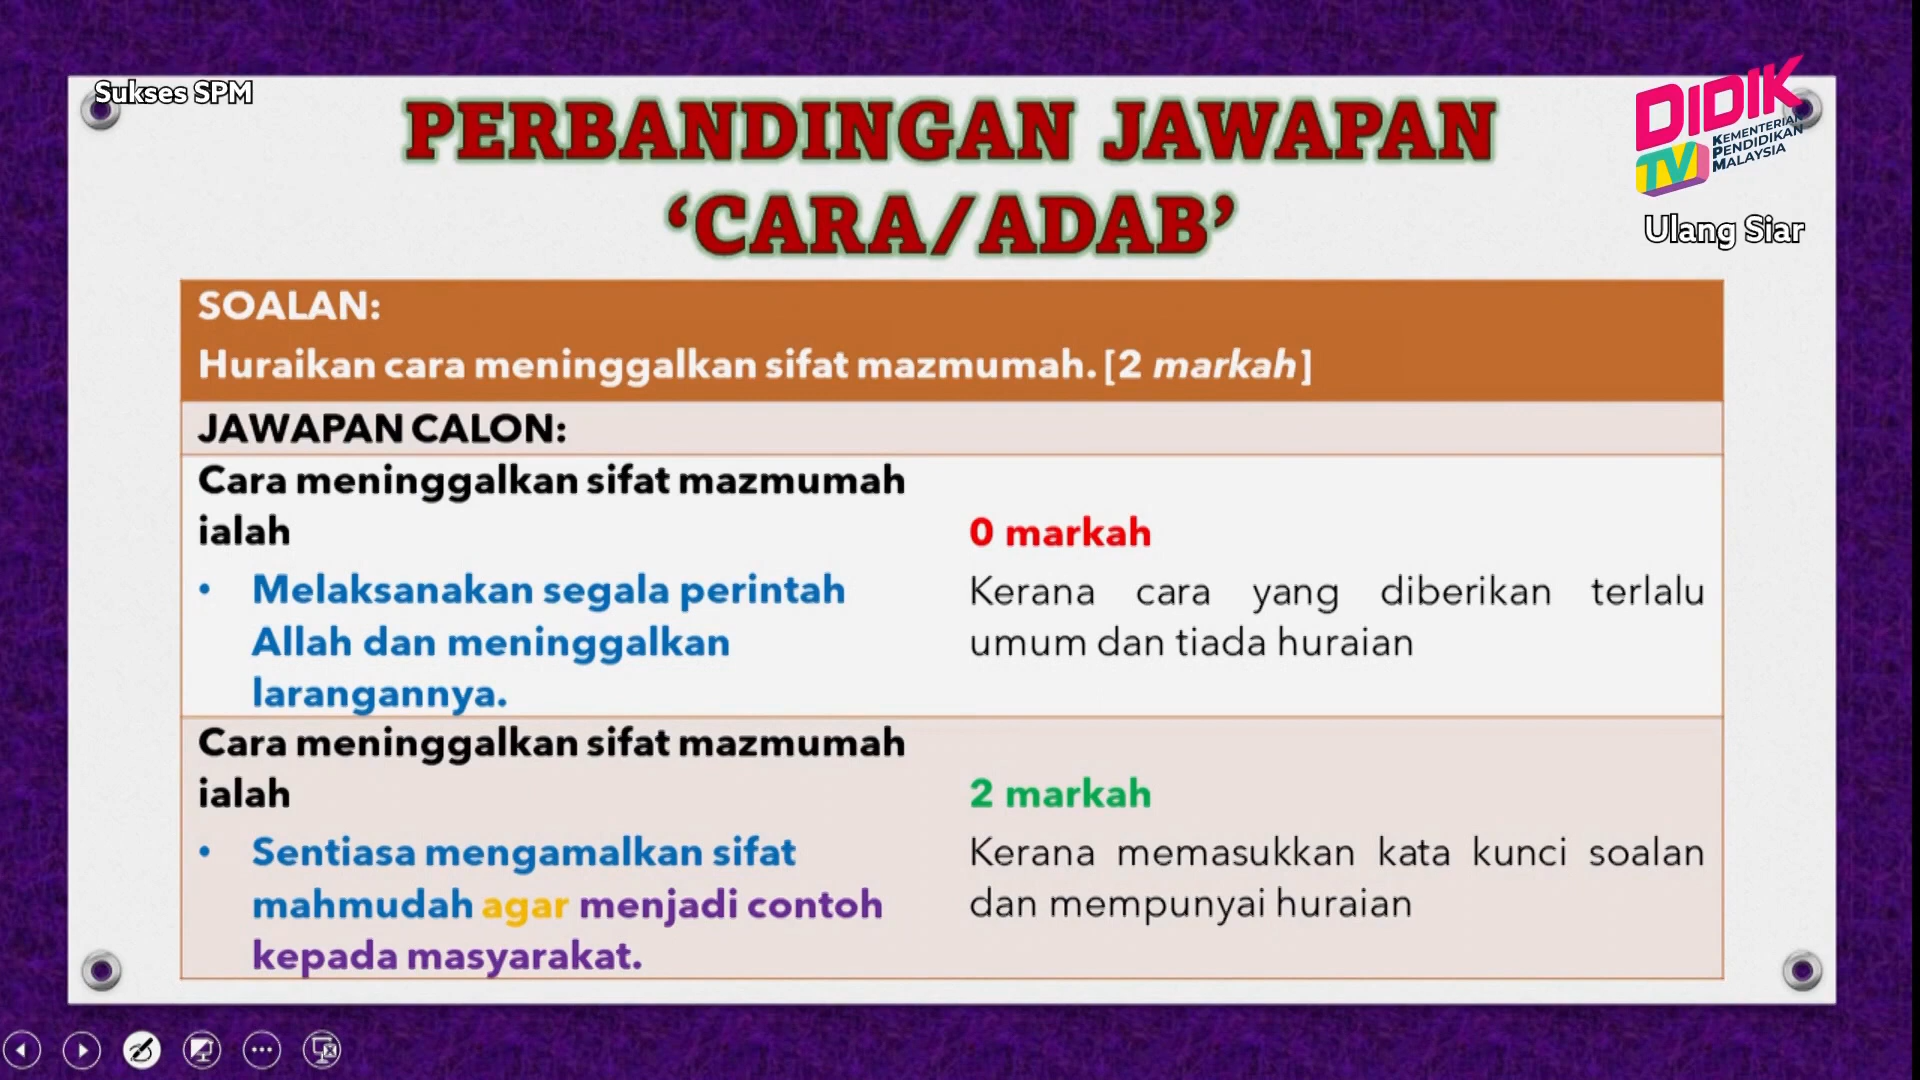 Sukses SPM
DIDIK
TV
KEMENTERIAN
PENDIDIKAN
MALAYSIA
Ulang Siar
PERBANDINGAN JAWAPAN
‘CARA/ADAB’
SOALAN:
Huraikan cara meninggalkan sifat mazmumah. [2 markah]
JAWAPAN CALON:
Cara meninggalkan sifat mazmumah
ialah
• Melaksanakan segala perintah
Allah dan meninggalkan
larangannya.
0 markah
Kerana cara yang diberikan terlalu
umum dan tiada huraian
Cara meninggalkan sifat mazmumah
ialah
• Sentiasa mengamalkan sifat
mahmudah agar menjadi contoh
kepada masyarakat.
2 markah
Kerana memasukkan kata kunci soalan
dan mempunyai huraian